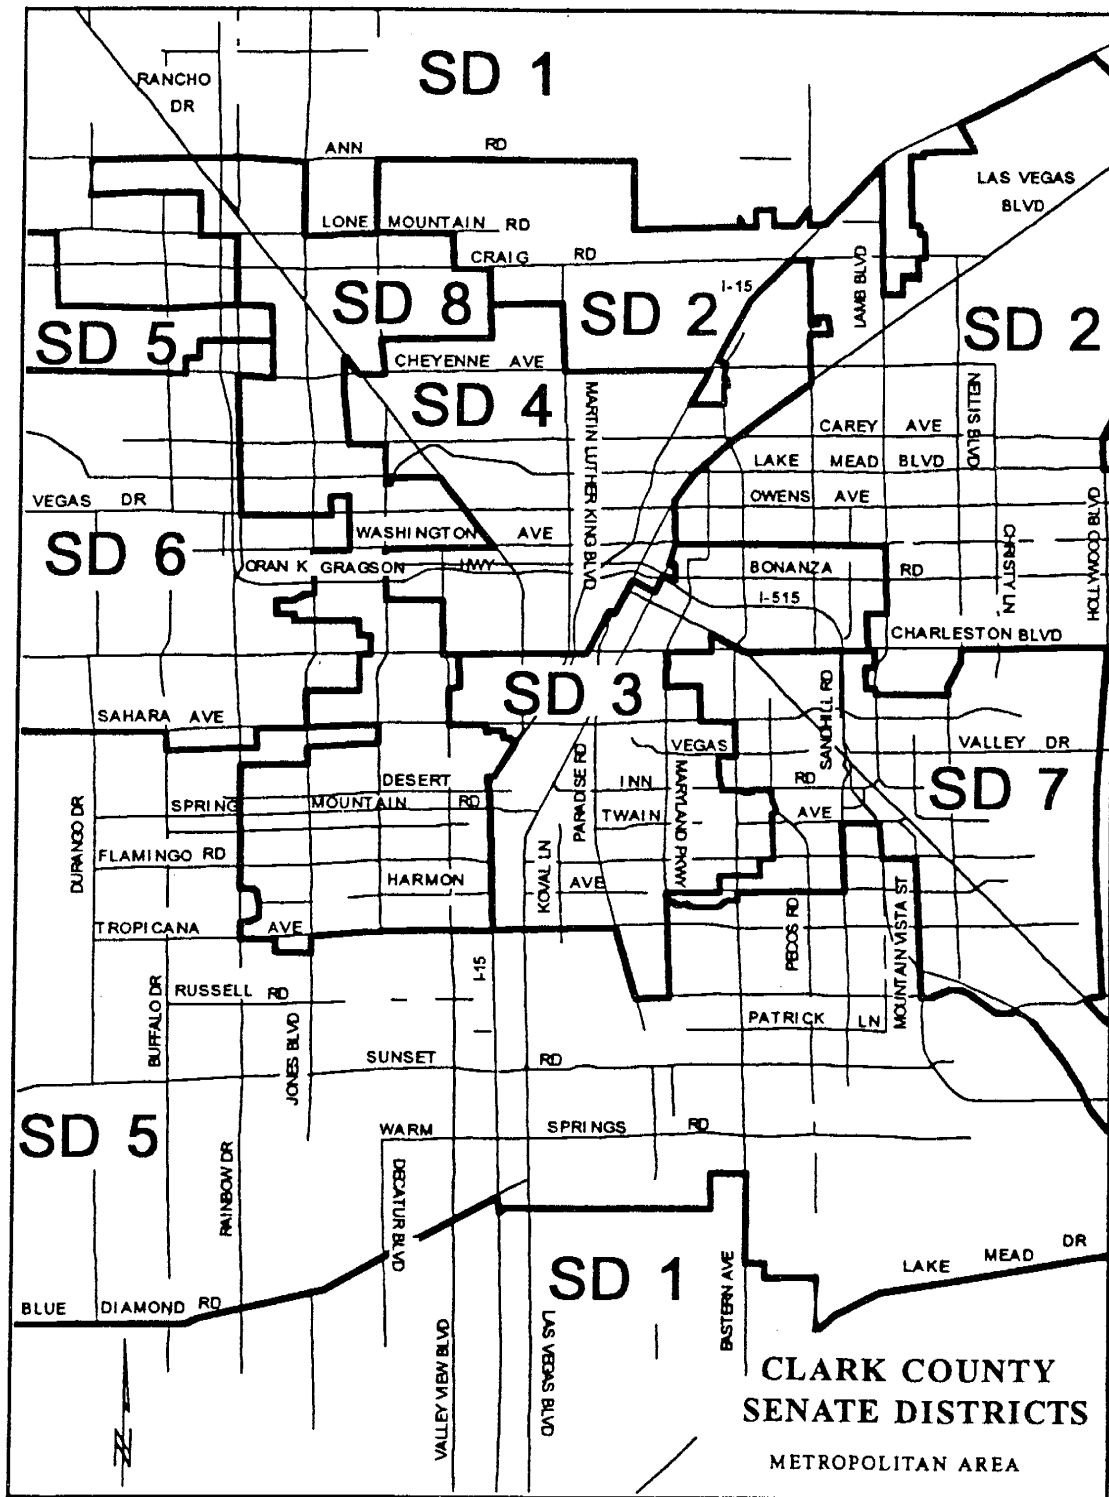 SD 1
RANCHO
DR
ANN RD
LAS VEGAS
BLVD
LONE MOUNTAIN RD
CRAIG RD
I-15
LAMB BLVD
SD 8
SD 2
SD 5
SD 2
CHEYENNE AVE
SD 4
MARTIN LUTHER KING BLVD
NELLIS BLVD
CAREY AVE
LAKE MEAD BLVD
VEGAS DR
OWENS AVE
HOLLYWOOD BLVD
WASHINGTON AVE
SD 6
CHRISTY LN
ORAN K GRAGSON HWY
BONANZA RD
I-515
CHARLESTON BLVD
SD 3
SANDHILL RD
SAHARA AVE
PARADISE RD
VEGAS VALLEY DR
DESERT INN RD
MARYLAND PKWY
SD 7
SPRING MOUNTAIN RD
TWAIN AVE
DURANGO DR
FLAMINGO RD
KOVAL LN
HARMON AVE
MOUNTAIN VISTA ST
TROPICANA AVE
PECOS RD
I-15
BUFFALO DR
RUSSELL RD
JONES BLVD
PATRICK LN
SUNSET RD
SD 5
WARM SPRINGS RD
RAINBOW DR
DECATUR BLVD
SD 1
EASTERN AVE
LAKE MEAD DR
BLUE DIAMOND RD
VALLEY VIEW BLVD
LAS VEGAS BLVD
CLARK COUNTY
SENATE DISTRICTS
METROPOLITAN AREA
N